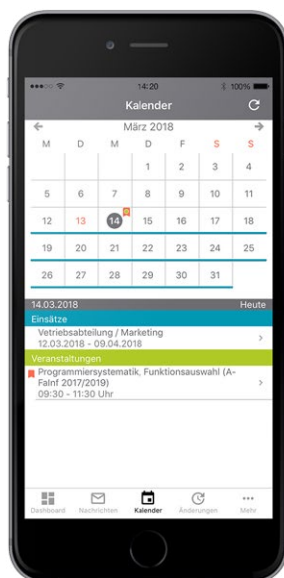 14:20
100%
Kalender
März 2018
M D M D F S S
1 2 3 4
5 6 7 8 9 10 11
12 13 14 15 16 17 18
19 20 21 22 23 24 25
26 27 28 29 30 31
14.03.2018 Heute
Einsätze
Vertriebsabteilung / Marketing
12.03.2018 - 09.04.2018
Veranstaltungen
Programmiersystematik, Funktionsauswahl (A-
FaInf 2017/2019)
09:30 - 11:30 Uhr
Dashboard Nachrichten Kalender Änderungen Mehr